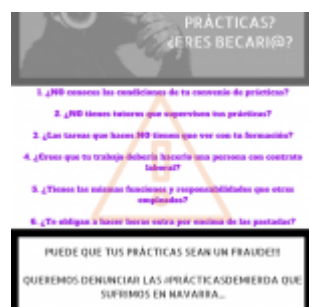 PRÁCTICAS?
¿ERES BECARI@?
1. ¿NO conoces las condiciones de tu convenio de prácticas?
2. ¿NO tienes tutores que supervisen tus prácticas?
3. ¿Las tareas que haces NO tienen que ver con tu formación?
4. ¿Crees que tu trabajo debería hacerlo una persona con contrato
laboral?
5. ¿Tienes las mismas funciones y responsabilidades que otros
empleados?
6. ¿Te obligan a hacer horas extra por encima de las pactadas?
PUEDE QUE TUS PRÁCTICAS SEAN UN FRAUDE!!!
QUEREMOS DENUNCIAR LAS #PRÁCTICASDEMIERDA QUE
SUFRIMOS EN NAVARRA...